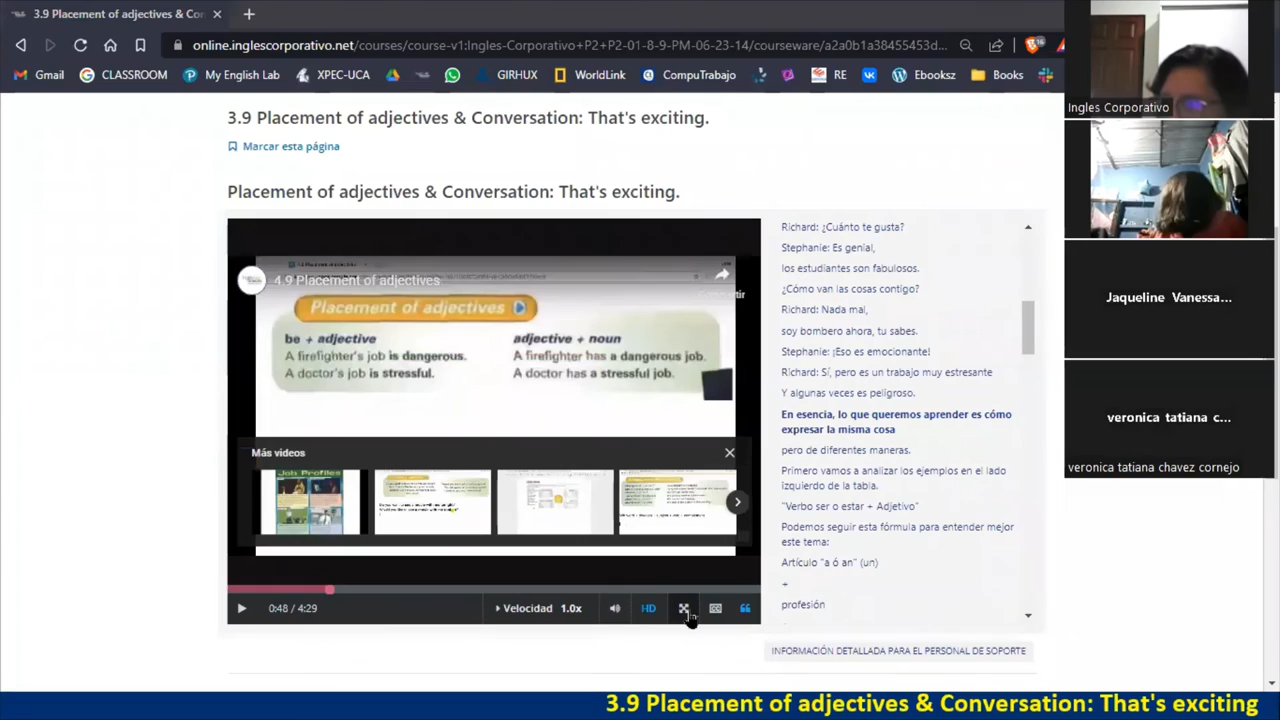 3.9 Placement of adjectives & Con
online.inglescorporativo.net/courses/course-v1:Ingles-Corporativo+P2+P2-01-8-9-PM-06-23-14/courseware/a2a0b1a38455453d...
Gmail CLASSROOM My English Lab XPEC-UCA GIRHUX WorldLink CompuTrabajo RE WordPress Ebooksz Books
3.9 Placement of adjectives & Conversation: That's exciting.
Marcar esta página
Placement of adjectives & Conversation: That's exciting.
4.9 Placement of adjectives
Placement of adjectives
be + adjective
A firefighter's job is dangerous.
A doctor's job is stressful.
adjective + noun
A firefighter has a dangerous job.
A doctor has a stressful job.
Más videos
Job Profiles
0:48 / 4:29
Velocidad 1.0x
HD
Richard: ¿Cuánto te gusta?
Stephanie: Es genial,
los estudiantes son fabulosos.
¿Cómo van las cosas contigo?
Richard: Nada mal,
soy bombero ahora, tu sabes.
Stephanie: ¡Eso es emocionante!
Richard: Sí, pero es un trabajo muy estresante
Y algunas veces es peligroso.
En esencia, lo que queremos aprender es cómo
expresar la misma cosa
pero de diferentes maneras.
Primero vamos a analizar los ejemplos en el lado
izquierdo de la tabla.
"Verbo ser o estar + Adjetivo"
Podemos seguir esta fórmula para entender mejor
este tema:
Artículo "a ó an" (un)
+
profesión
INFORMACIÓN DETALLADA PARA EL PERSONAL DE SOPORTE
Ingles Corporativo
Jaqueline Vanessa...
veronica tatiana c...
veronica tatiana chavez cornejo
3.9 Placement of adjectives & Conversation: That's exciting